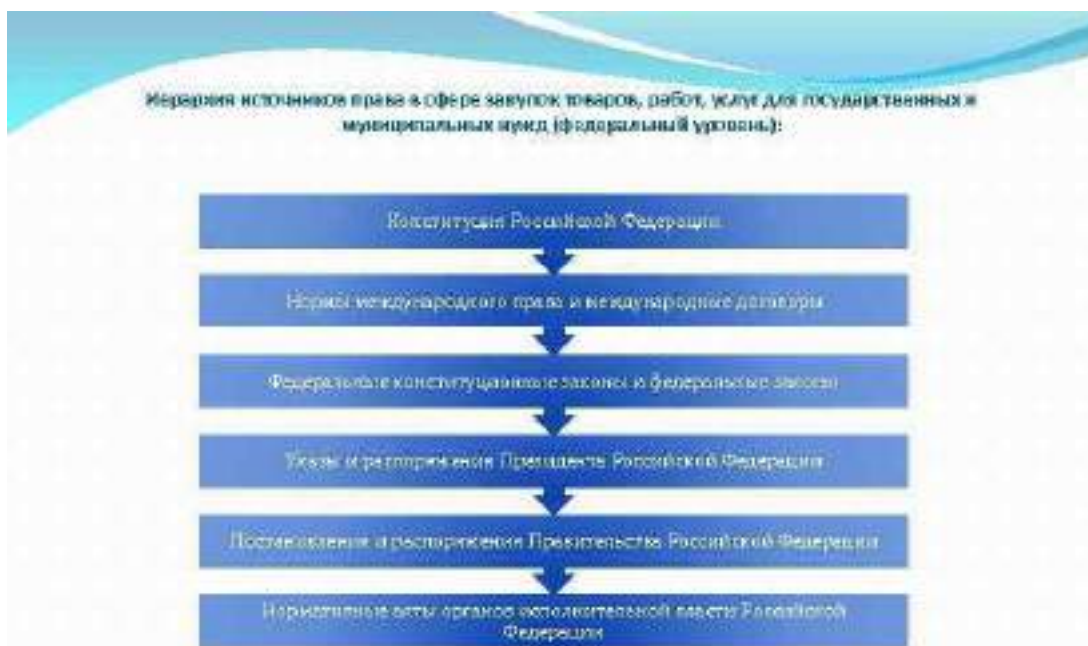 Иерархия источников права в сфере закупок товаров, работ, услуг для государственных и
муниципальных нужд (федеральный уровень):
Конституция Российской Федерации
Нормы международного права и международные договоры
Федеральные конституционные законы и федеральные законы
Указы и распоряжения Президента Российской Федерации
Постановления и распоряжения Правительства Российской Федерации
Нормативные акты органов исполнительной власти Российской
Федерации